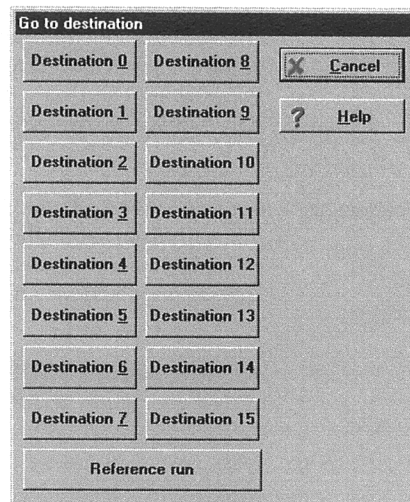 Go to destination
Destination 0
Destination 8
Cancel
Destination 1
Destination 9
Help
Destination 2
Destination 10
Destination 3
Destination 11
Destination 4
Destination 12
Destination 5
Destination 13
Destination 6
Destination 14
Destination 7
Destination 15
Reference run